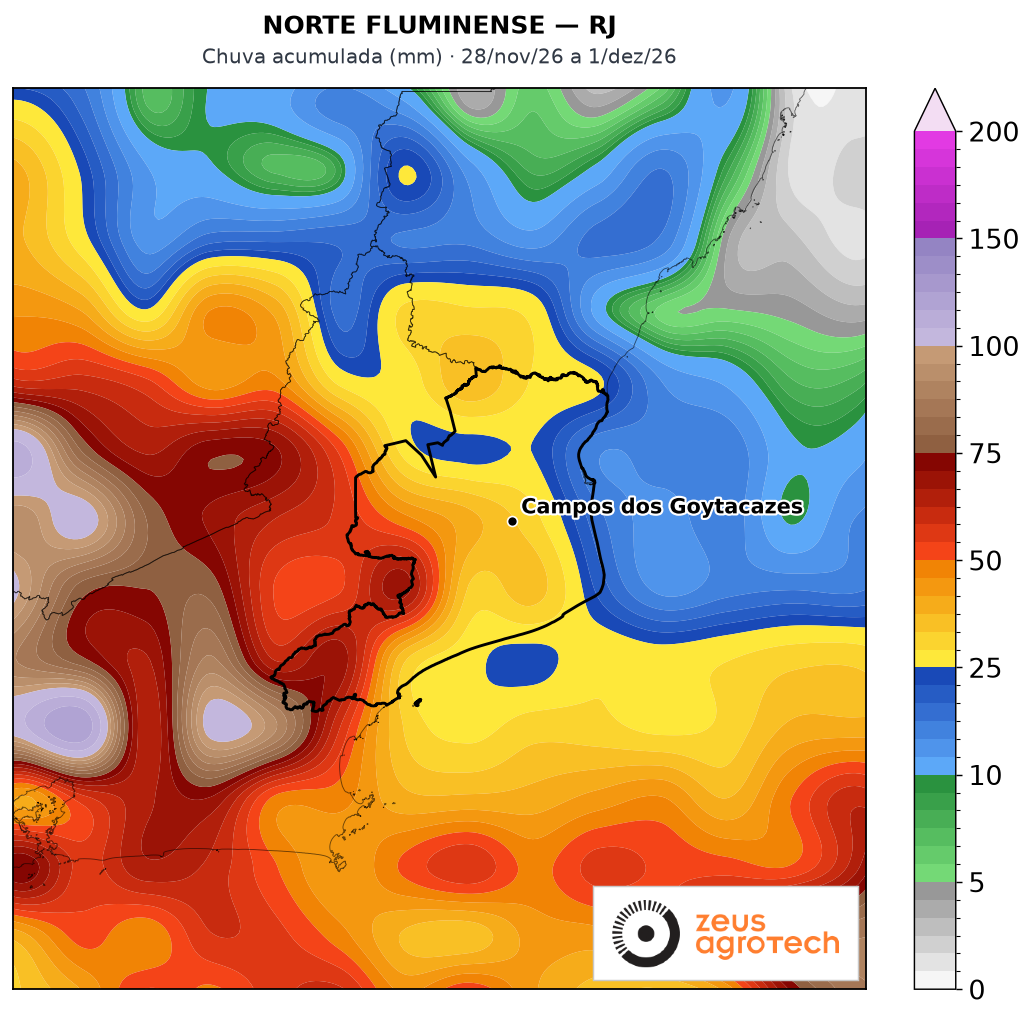 NORTE FLUMINENSE — RJ
Chuva acumulada (mm) · 28/nov/26 a 1/dez/26
200
150
100
75
50
25
10
5
0
Campos dos Goytacazes
zeus
agrotech